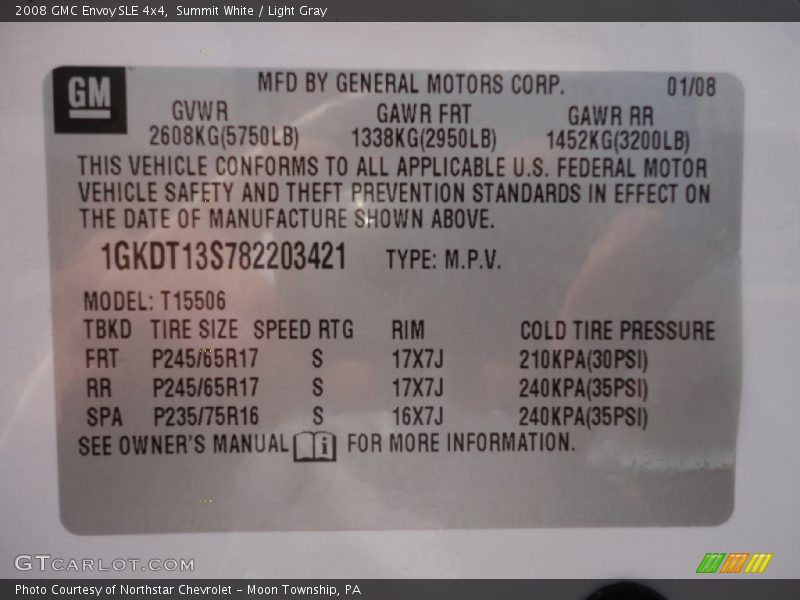 2008 GMC Envoy SLE 4x4, Summit White / Light Gray
GM
MFD BY GENERAL MOTORS CORP. 01/08
GVWR GAWR FRT GAWR RR
2608KG(5750LB) 1338KG(2950LB) 1452KG(3200LB)
THIS VEHICLE CONFORMS TO ALL APPLICABLE U.S. FEDERAL MOTOR
VEHICLE SAFETY AND THEFT PREVENTION STANDARDS IN EFFECT ON
THE DATE OF MANUFACTURE SHOWN ABOVE.
1GKDT13S782203421 TYPE: M.P.V.
MODEL: T15506
TBKD TIRE SIZE SPEED RTG RIM COLD TIRE PRESSURE
FRT P245/65R17 S 17X7J 210KPA(30PSI)
RR P245/65R17 S 17X7J 240KPA(35PSI)
SPA P235/75R16 S 16X7J 240KPA(35PSI)
SEE OWNER'S MANUAL i FOR MORE INFORMATION.
GTCARLOT.COM
Photo Courtesy of Northstar Chevrolet - Moon Township, PA